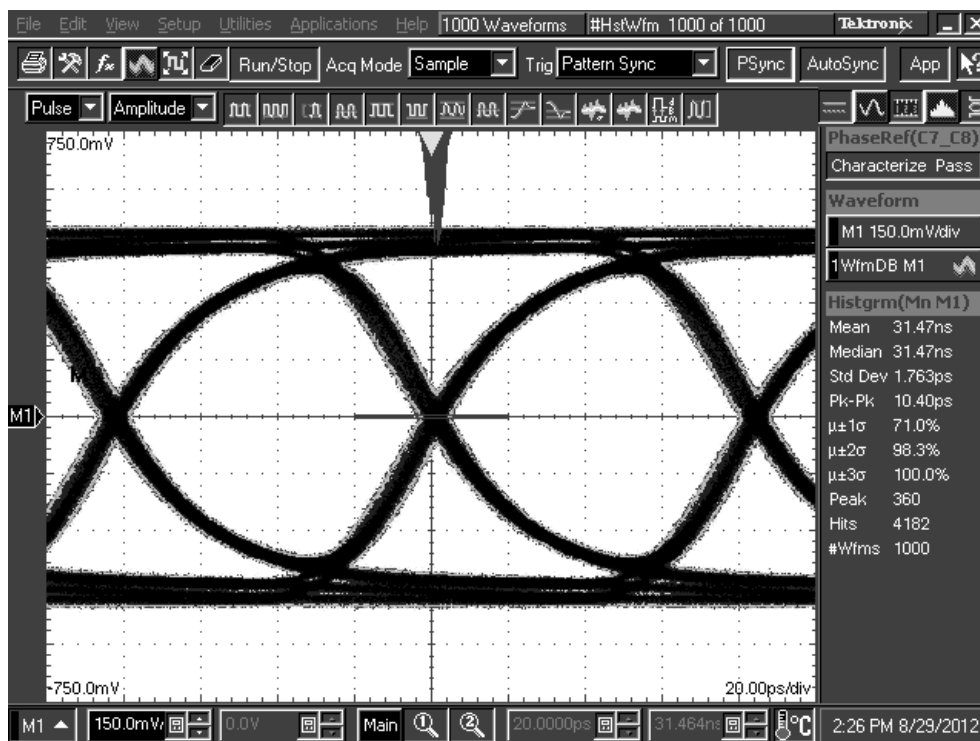 File Edit View Setup Utilities Applications Help 1000 Waveforms #HstWfm 1000 of 1000 Tektronix
Run/Stop Acq Mode Sample Trig Pattern Sync PSync AutoSync App
Pulse Amplitude
750.0mV
PhaseRef(C7_C8)
Characterize Pass
Waveform
M1 150.0mV/div
1WfmDB M1
Histgrm(Mn M1)
Mean 31.47ns
Median 31.47ns
Std Dev 1.763ps
Pk-Pk 10.40ps
µ±1σ 71.0%
µ±2σ 98.3%
µ±3σ 100.0%
Peak 360
Hits 4182
#Wfms 1000
M1
-750.0mV 20.00ps/div
M1 150.0mV/ 0.0V Main 1 2 20.0000ps 31.464ns °C 2:26 PM 8/29/2012